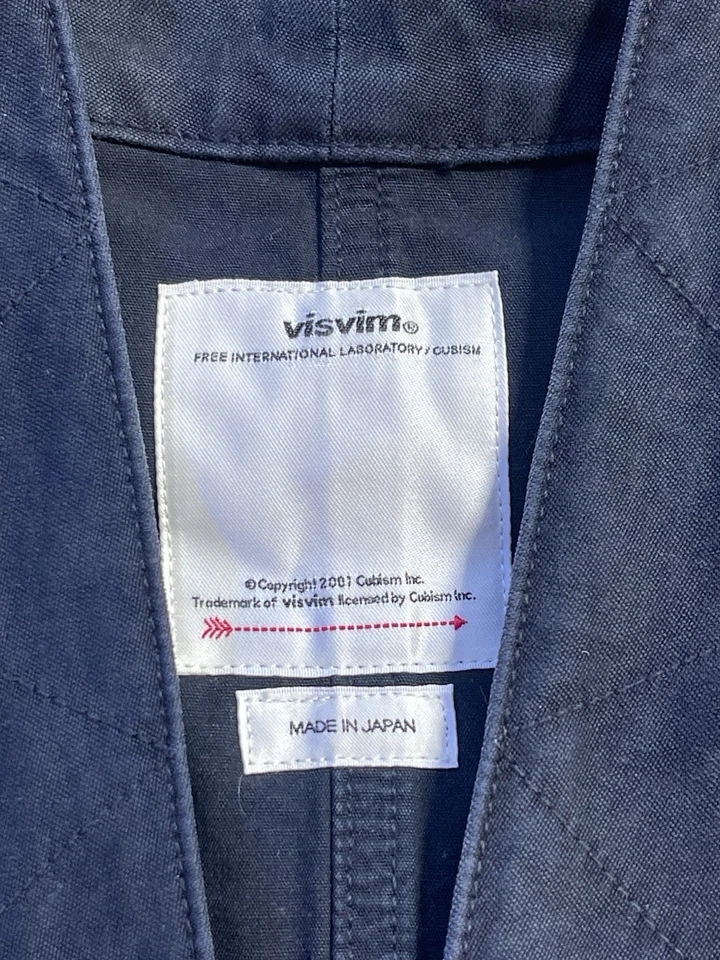 visvim®
FREE INTERNATIONAL LABORATORY / CUBISM
©Copyright 2001 Cubism Inc.
Trademark of visvim licensed by Cubism Inc.
MADE IN JAPAN